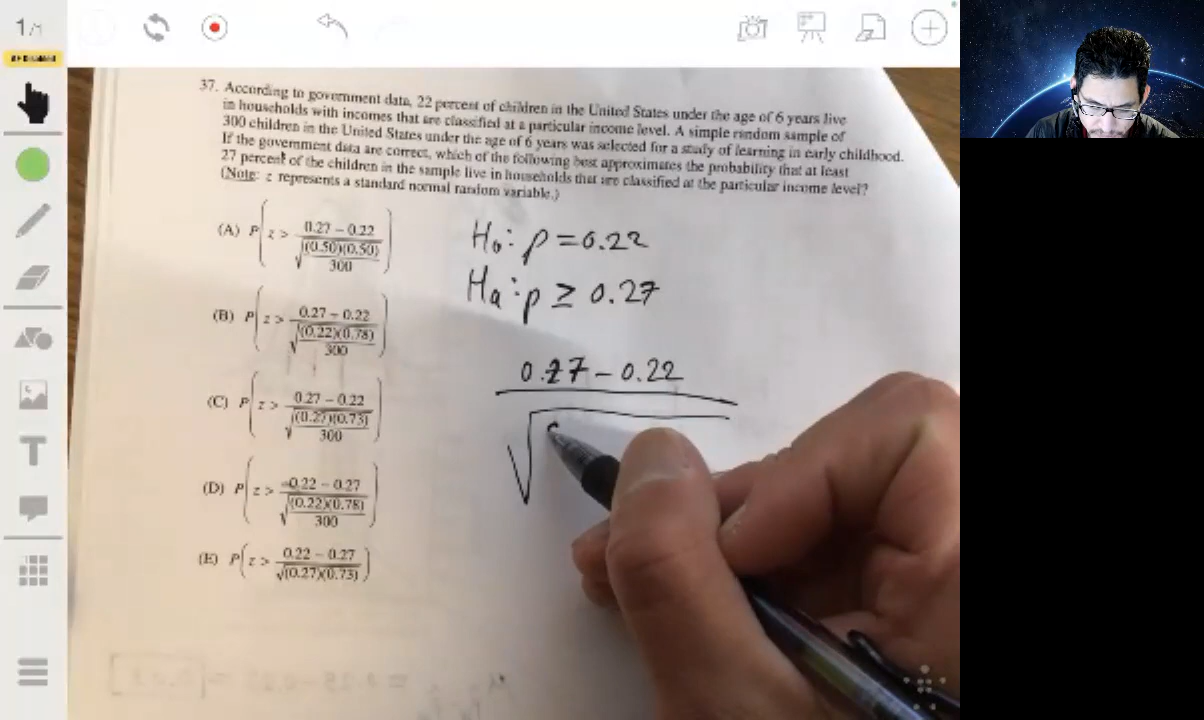 1/1
37. According to government data, 22 percent of children in the United States under the age of 6 years live
in households with incomes that are classified at a particular income level. A simple random sample of
300 children in the United States under the age of 6 years was selected for a study of learning in early childhood.
If the government data are correct, which of the following best approximates the probability that at least
27 percent of the children in the sample live in households that are classified at the particular income level?
(Note: z represents a standard normal random variable.)
(A) P( z > 0.27 – 0.22
√(0.50)(0.50)
300 )
(B) P( z > 0.27 – 0.22
√(0.22)(0.78)
300 )
(C) P( z > 0.27 – 0.22
√(0.27)(0.73)
300 )
(D) P( z > 0.22 – 0.27
√(0.22)(0.78)
300 )
(E) P( z > 0.22 – 0.27
√(0.27)(0.73) )
H₀: p = 0.22
Ha: p ≥ 0.27
0.27 – 0.22
√
T